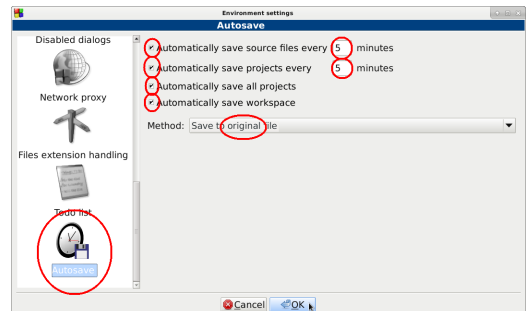 Environment settings
Autosave
Disabled dialogs
Network proxy
Files extension handling
Todo list
Autosave
Automatically save source files every 5 minutes
Automatically save projects every 5 minutes
Automatically save all projects
Automatically save workspace
Method: Save to original file
Cancel OK